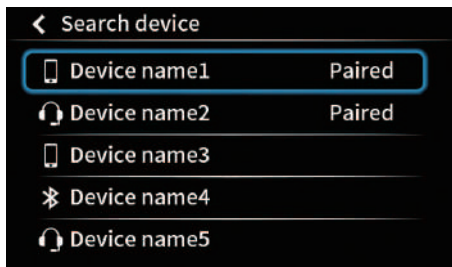 Search device
Device name1 Paired
Device name2 Paired
Device name3
Device name4
Device name5